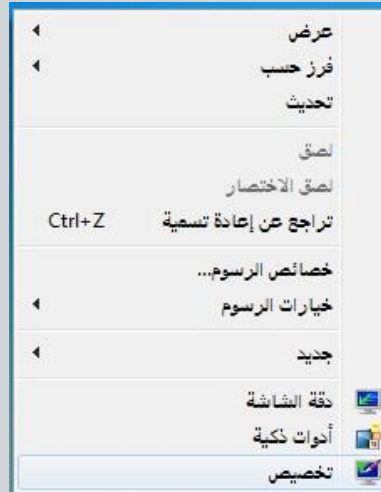 عرض
فرز حسب
تحديث
لصق
لصق الاختصار
تراجع عن إعادة تسمية Ctrl+Z
خصائص الرسوم...
خيارات الرسوم
جديد
دقة الشاشة
أدوات ذكية
تخصيص